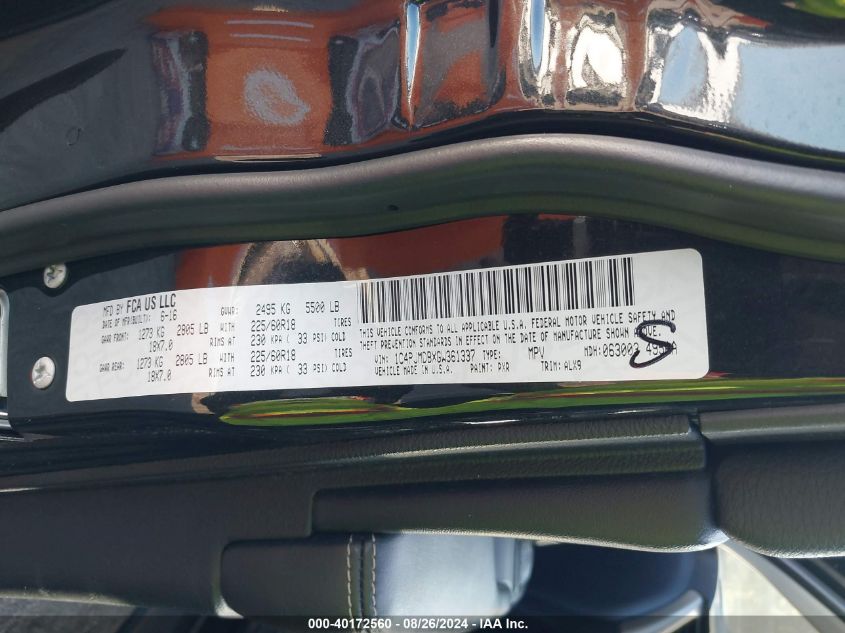 MFD BY FCA US LLC
DATE OF MFR(BUILT): 6-16 GVWR: 2495 KG 5500 LB
GAWR FRONT: 1273 KG 2805 LB WITH 225/60R18 TIRES
18X7.0 RIMS AT 230 KPA ( 33 PSI) COLD
GAWR REAR: 1273 KG 2805 LB WITH 225/60R18 TIRES
18X7.0 RIMS AT 230 KPA ( 33 PSI) COLD
THIS VEHICLE CONFORMS TO ALL APPLICABLE U.S.A. FEDERAL MOTOR VEHICLE SAFETY AND
THEFT PREVENTION STANDARDS IN EFFECT ON THE DATE OF MANUFACTURE SHOWN
VIN: 1C4PJMDBXGW361337 TYPE: MPV MDH: 063003
VEHICLE MADE IN U.S.A. PAINT: PXR TRIM: ALX9
S
000-40172560 - 08/26/2024 - IAA Inc.